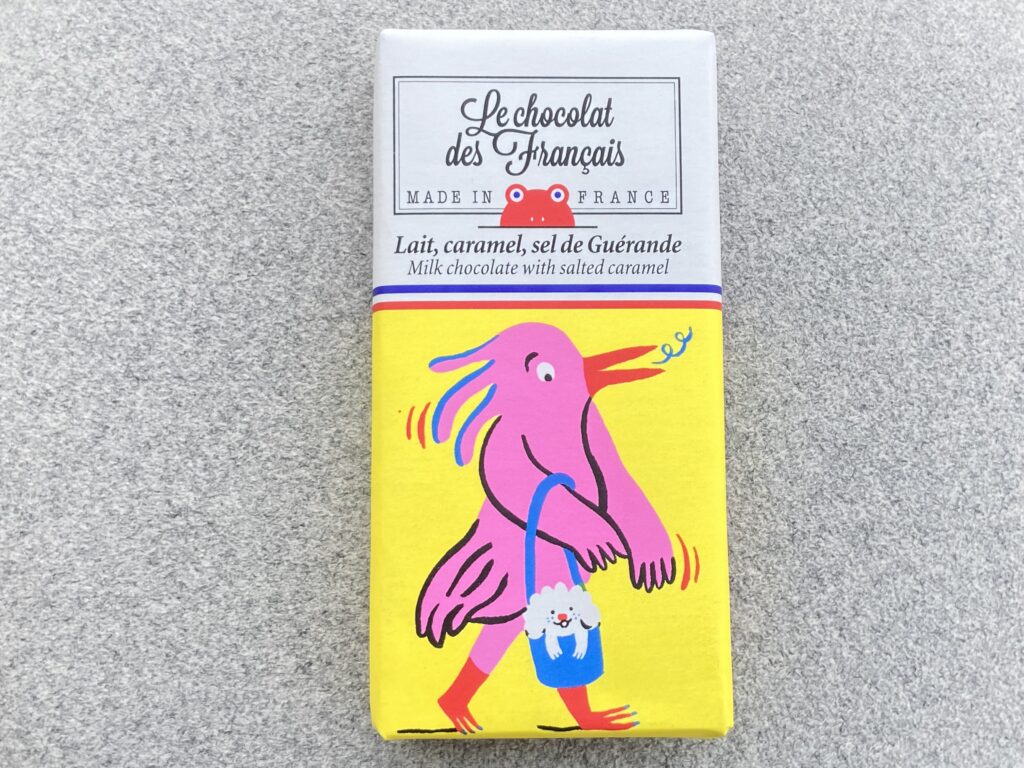 Le chocolat
des Français
MADE IN FRANCE
Lait, caramel, sel de Guérande
Milk chocolate with salted caramel